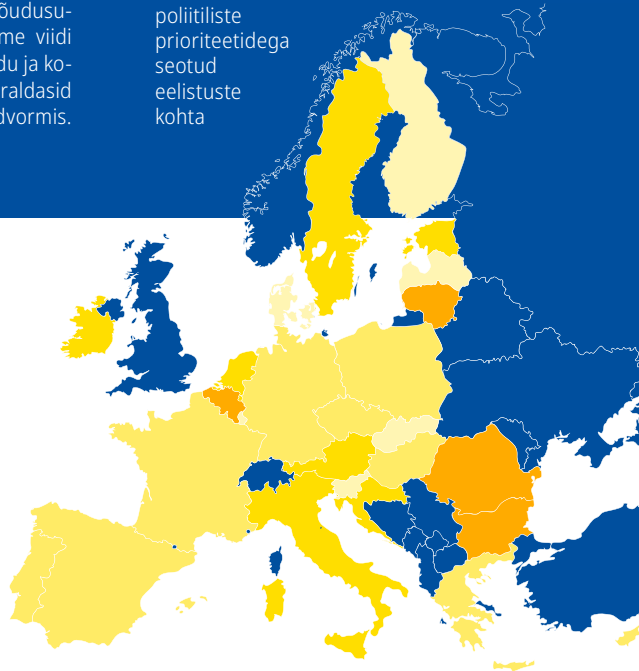 õudusu-
me viidi
du ja ko-
raldasid
dvormis.
poliitiliste
prioriteetidega
seotud
eelistuste
kohta